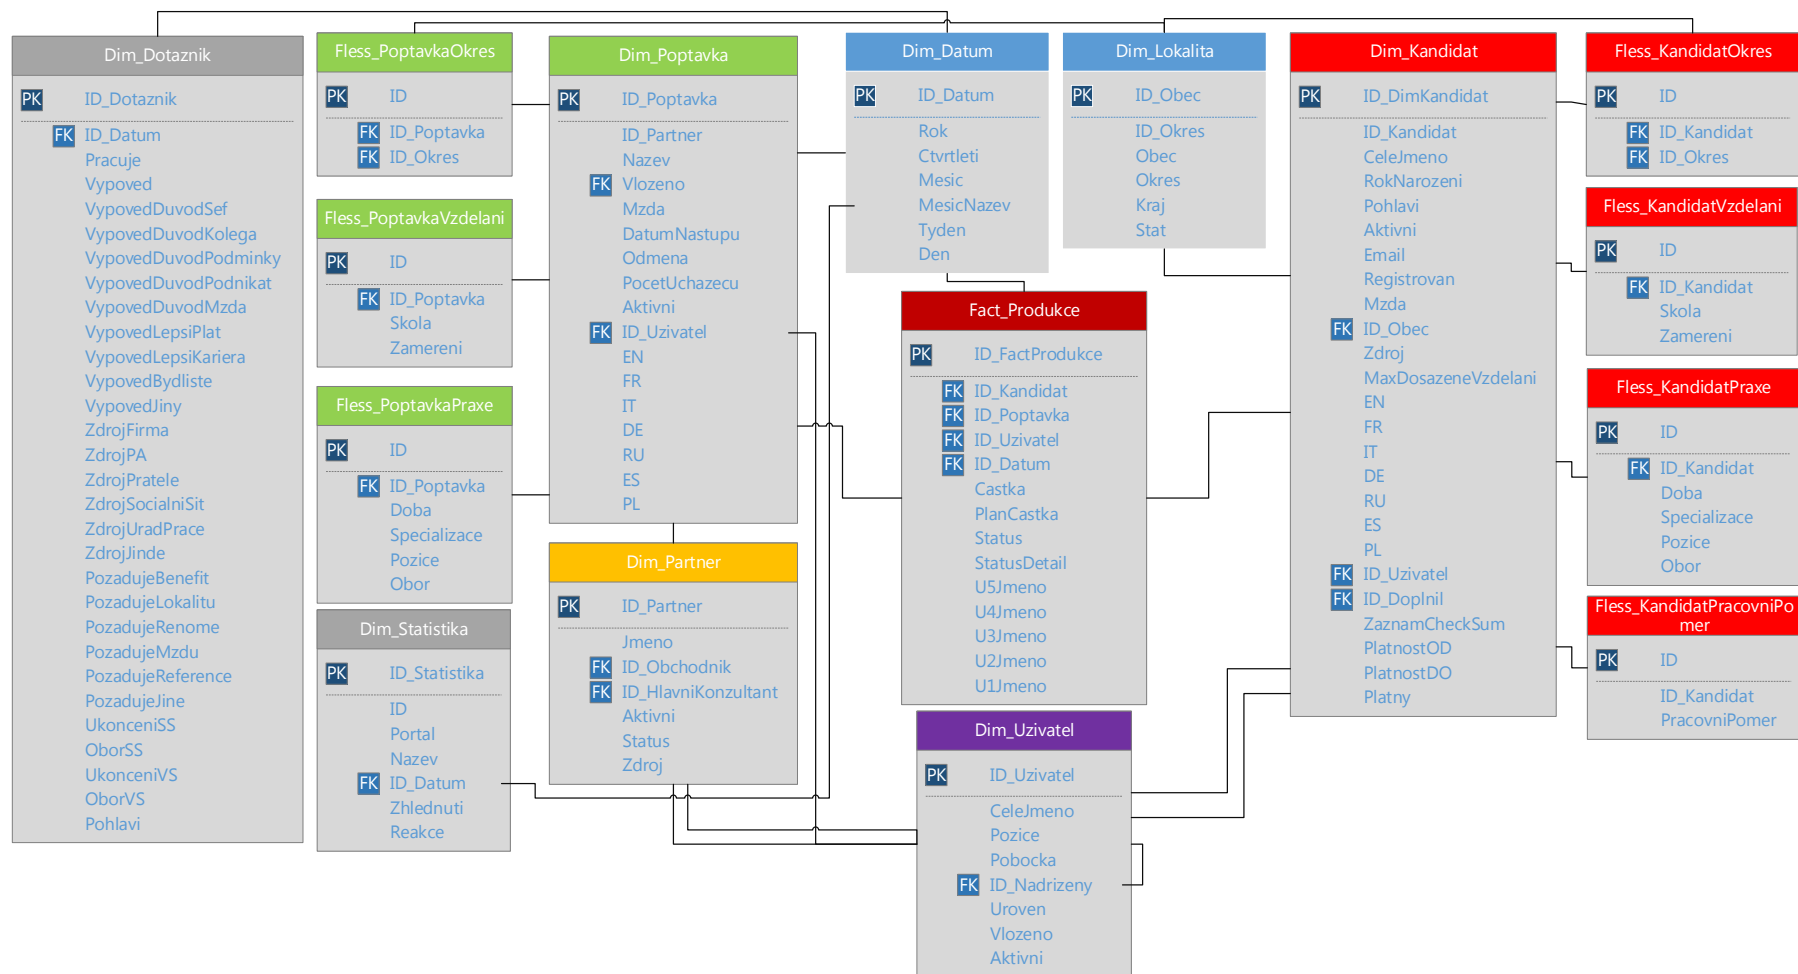 Dim_Dotaznik
PK ID_Dotaznik
FK ID_Datum
Pracuje
Vypoved
VypovedDuvodSef
VypovedDuvodKolega
VypovedDuvodPodminky
VypovedDuvodPodnikat
VypovedDuvodMzda
VypovedLepsiPlat
VypovedLepsiKariera
VypovedBydliste
VypovedJiny
ZdrojFirma
ZdrojPA
ZdrojPratele
ZdrojSocialniSit
ZdrojUradPrace
ZdrojJinde
PozadujeBenefit
PozadujeLokalitu
PozadujeRenome
PozadujeMzdu
PozadujeReference
PozadujeJine
UkonceniSS
OborSS
UkonceniVS
OborVS
Pohlavi
Fless_PoptavkaOkres
PK ID
FK ID_Poptavka
FK ID_Okres
Fless_PoptavkaVzdelani
PK ID
FK ID_Poptavka
Skola
Zamereni
Fless_PoptavkaPraxe
PK ID
FK ID_Poptavka
Doba
Specializace
Pozice
Obor
Dim_Statistika
PK ID_Statistika
ID
Portal
Nazev
FK ID_Datum
Zhlednuti
Reakce
Dim_Poptavka
PK ID_Poptavka
ID_Partner
Nazev
FK Vlozeno
Mzda
DatumNastupu
Odmena
PocetUchazecu
Aktivni
FK ID_Uzivatel
EN
FR
IT
DE
RU
ES
PL
Dim_Partner
PK ID_Partner
Jmeno
FK ID_Obchodnik
FK ID_HlavniKonzultant
Aktivni
Status
Zdroj
Dim_Datum
PK ID_Datum
Rok
Ctvrtleti
Mesic
MesicNazev
Tyden
Den
Dim_Lokalita
PK ID_Obec
ID_Okres
Obec
Okres
Kraj
Stat
Fact_Produkce
PK ID_FactProdukce
FK ID_Kandidat
FK ID_Poptavka
FK ID_Uzivatel
FK ID_Datum
Castka
PlanCastka
Status
StatusDetail
U5Jmeno
U4Jmeno
U3Jmeno
U2Jmeno
U1Jmeno
Dim_Uzivatel
PK ID_Uzivatel
CeleJmeno
Pozice
Pobocka
FK ID_Nadrizeny
Uroven
Vlozeno
Aktivni
Dim_Kandidat
PK ID_DimKandidat
ID_Kandidat
CeleJmeno
RokNarozeni
Pohlavi
Aktivni
Email
Registrovan
Mzda
FK ID_Obec
Zdroj
MaxDosazeneVzdelani
EN
FR
IT
DE
RU
ES
PL
FK ID_Uzivatel
FK ID_Doplnil
ZaznamCheckSum
PlatnostOD
PlatnostDO
Platny
Fless_KandidatOkres
PK ID
FK ID_Kandidat
FK ID_Okres
Fless_KandidatVzdelani
PK ID
FK ID_Kandidat
Skola
Zamereni
Fless_KandidatPraxe
PK ID
FK ID_Kandidat
Doba
Specializace
Pozice
Obor
Fless_KandidatPracovniPo
mer
PK ID
ID_Kandidat
PracovniPomer